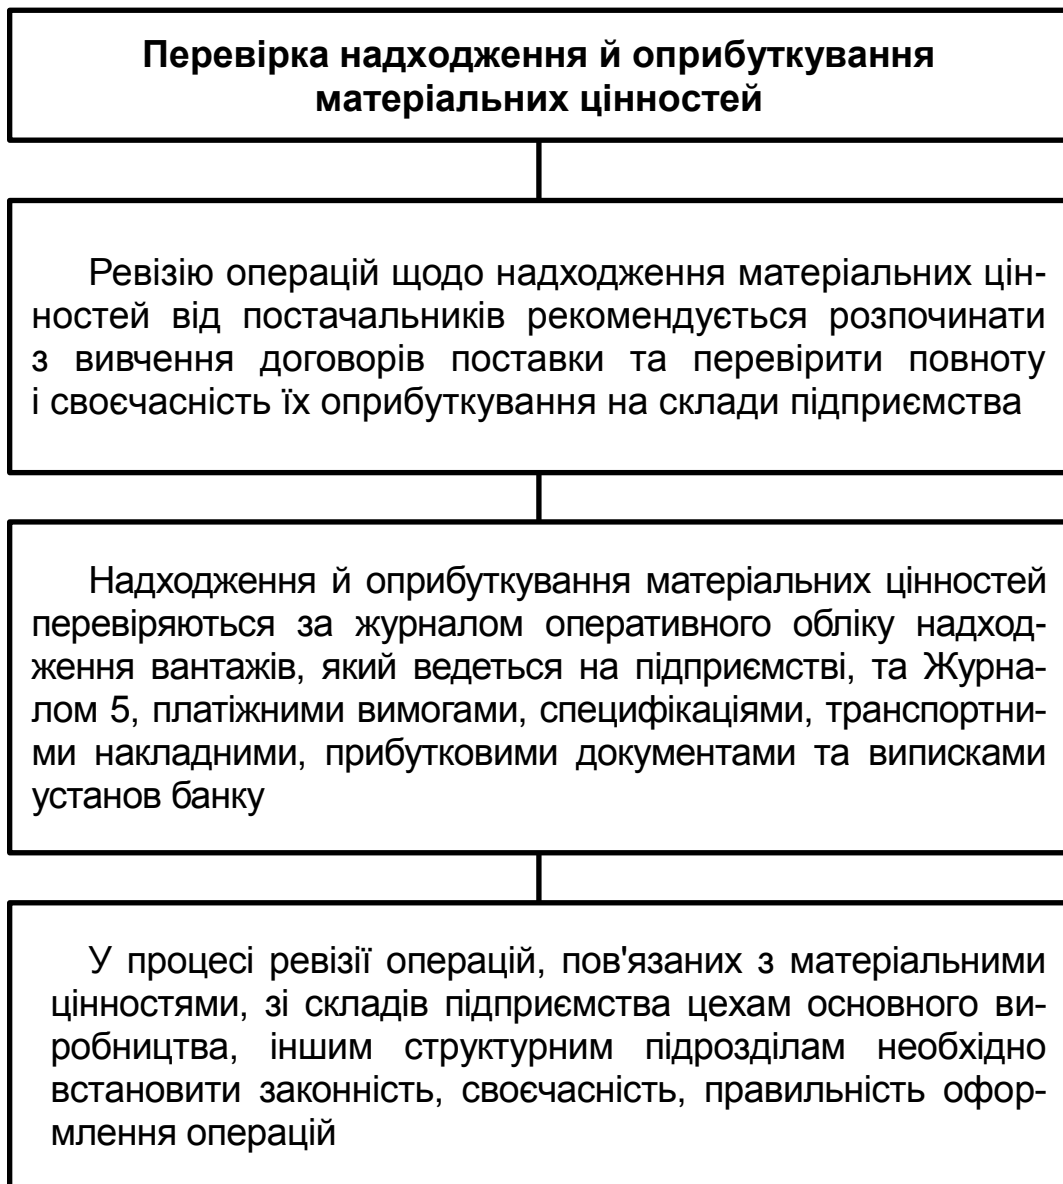 Перевірка надходження й оприбуткування
матеріальних цінностей
Ревізію операцій щодо надходження матеріальних цін-
ностей від постачальників рекомендується розпочинати
з вивчення договорів поставки та перевірити повноту
і своєчасність їх оприбуткування на склади підприємства
Надходження й оприбуткування матеріальних цінностей
перевіряються за журналом оперативного обліку надход-
ження вантажів, який ведеться на підприємстві, та Журна-
лом 5, платіжними вимогами, специфікаціями, транспортни-
ми накладними, прибутковими документами та виписками
установ банку
У процесі ревізії операцій, пов'язаних з матеріальними
цінностями, зі складів підприємства цехам основного ви-
робництва, іншим структурним підрозділам необхідно
встановити законність, своєчасність, правильність офор-
млення операцій